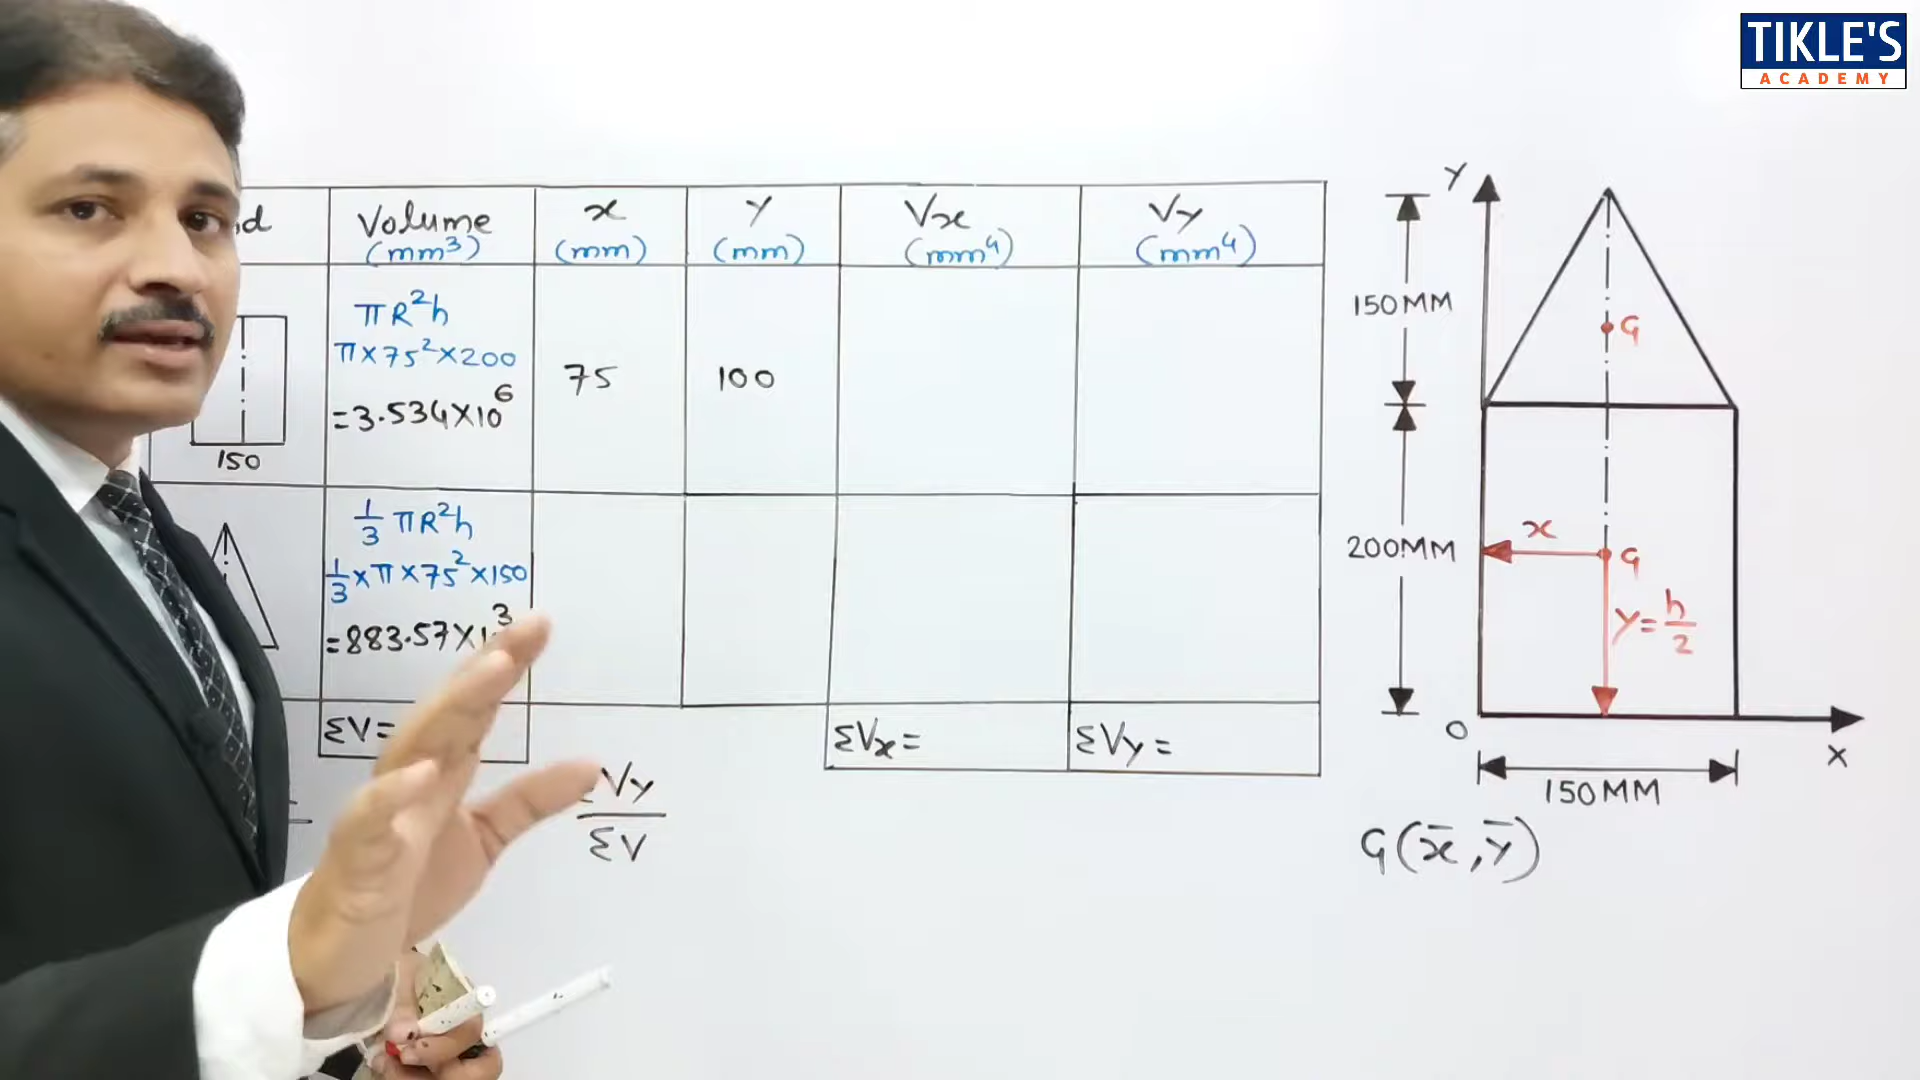 TIKLE'S
ACADEMY
Volume
(mm³)
x
(mm)
y
(mm)
Vx
(mm⁴)
Vy
(mm⁴)
πR²h
π×75²×200
=3.534×10⁶
75
100
150
1/3 πR²h
1/3×π×75²×150
=883.57×
ΣV=
ΣVx=
ΣVy=
Vy
ΣV
Y
150MM
G
200MM
x
G
y=h/2
O
X
150MM
G(x̄,ȳ)